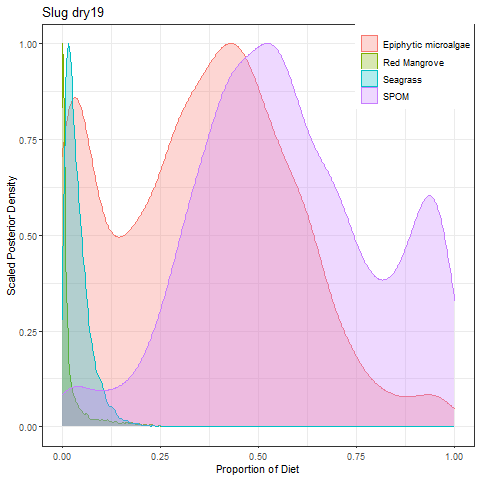 Slug dry19
Epiphytic microalgae
Red Mangrove
Seagrass
SPOM
Scaled Posterior Density
1.00
0.75
0.50
0.25
0.00
0.00 0.25 0.50 0.75 1.00
Proportion of Diet